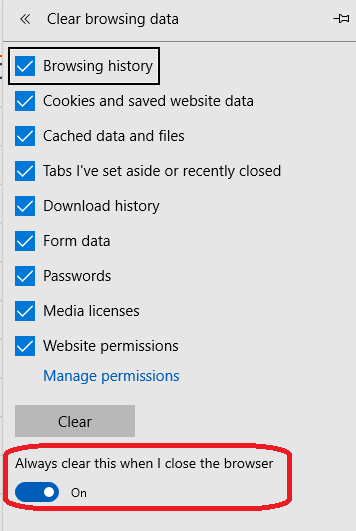 Clear browsing data
Browsing history
Cookies and saved website data
Cached data and files
Tabs I've set aside or recently closed
Download history
Form data
Passwords
Media licenses
Website permissions
Manage permissions
Clear
Always clear this when I close the browser
On